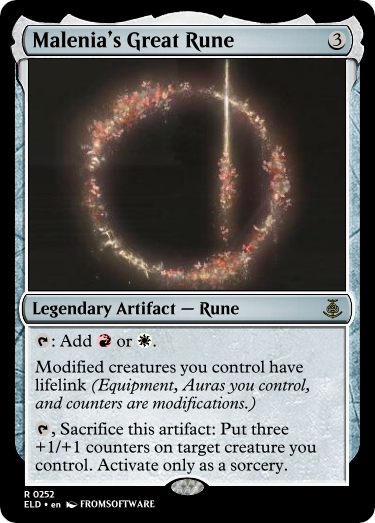 Malenia's Great Rune 3
Legendary Artifact — Rune
: Add or .
Modified creatures you control have
lifelink (Equipment, Auras you control,
and counters are modifications.)
, Sacrifice this artifact: Put three
+1/+1 counters on target creature you
control. Activate only as a sorcery.
R 0252
ELD • en FROMSOFTWARE